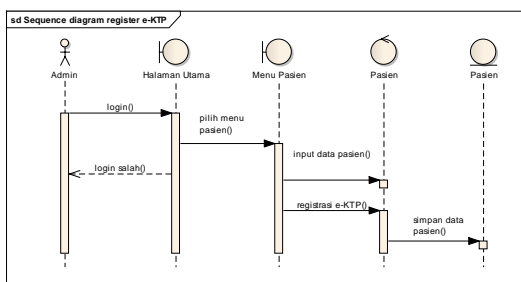 sd Sequence diagram register e-KTP
Admin
Halaman Utama
Menu Pasien
Pasien
Pasien
login()
pilih menu
pasien()
input data pasien()
login salah()
registrasi e-KTP()
simpan data
pasien()